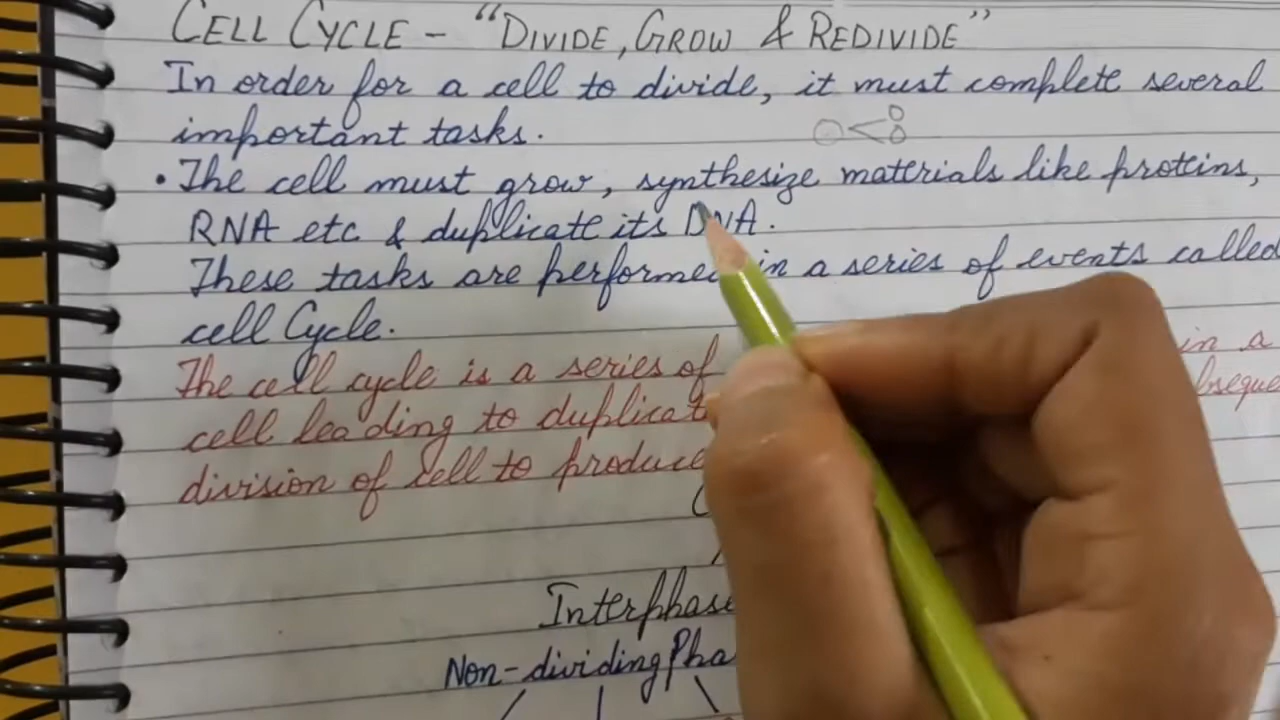 CELL CYCLE - "DIVIDE, GROW & REDIVIDE"
In order for a cell to divide, it must complete several
important tasks.
• The cell must grow, synthesize materials like proteins,
RNA etc & duplicate its DNA.
These tasks are performed in a series of events called
cell Cycle.
The cell cycle is a series of in a
cell leading to
division of cell to produce
Interphase
Non-dividing